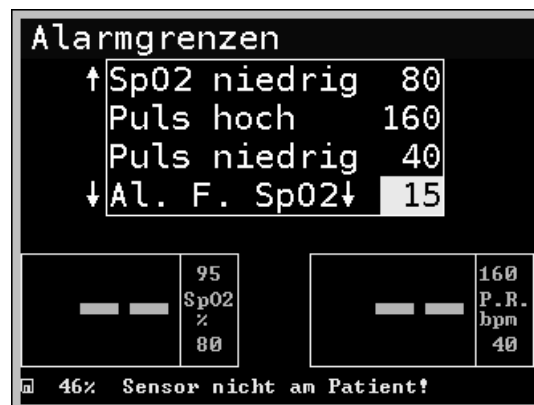 Alarmgrenzen
↑ SpO2 niedrig 80
Puls hoch 160
Puls niedrig 40
↓ Al. F. SpO2↓ 15
-- 95 SpO2 % 80
-- 160 P.R. bpm 40
46% Sensor nicht am Patient!